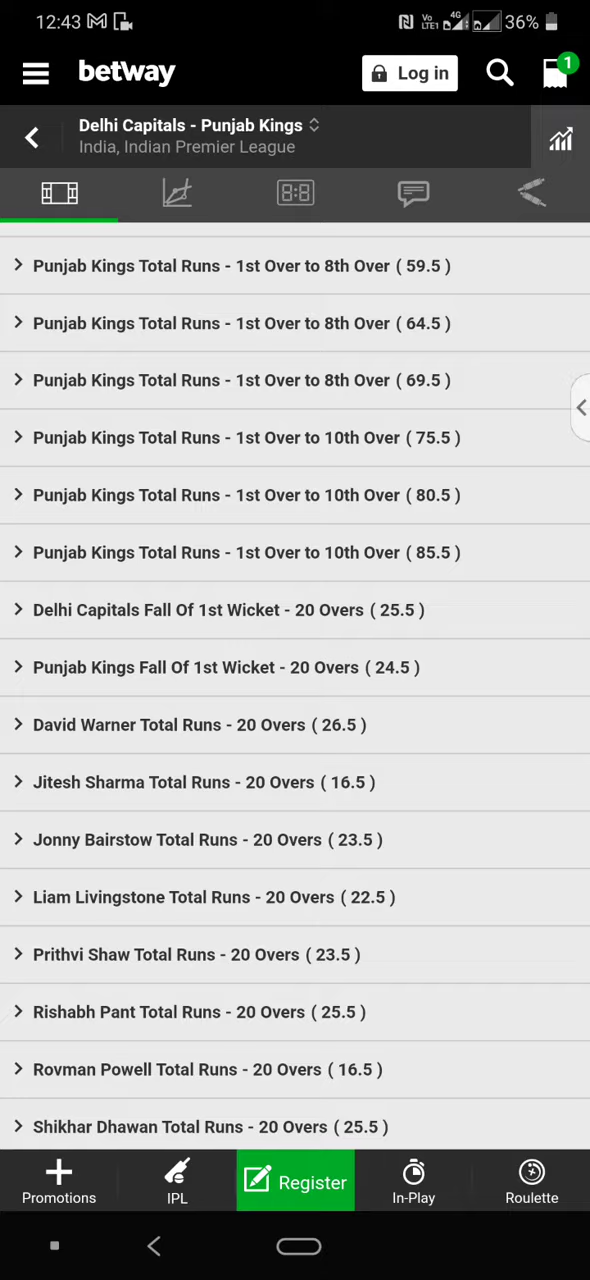 12:43
Vo LTE1 4G 36%
betway
Log in
1
Delhi Capitals - Punjab Kings
India, Indian Premier League
8:8
Punjab Kings Total Runs - 1st Over to 8th Over ( 59.5 )
Punjab Kings Total Runs - 1st Over to 8th Over ( 64.5 )
Punjab Kings Total Runs - 1st Over to 8th Over ( 69.5 )
Punjab Kings Total Runs - 1st Over to 10th Over ( 75.5 )
Punjab Kings Total Runs - 1st Over to 10th Over ( 80.5 )
Punjab Kings Total Runs - 1st Over to 10th Over ( 85.5 )
Delhi Capitals Fall Of 1st Wicket - 20 Overs ( 25.5 )
Punjab Kings Fall Of 1st Wicket - 20 Overs ( 24.5 )
David Warner Total Runs - 20 Overs ( 26.5 )
Jitesh Sharma Total Runs - 20 Overs ( 16.5 )
Jonny Bairstow Total Runs - 20 Overs ( 23.5 )
Liam Livingstone Total Runs - 20 Overs ( 22.5 )
Prithvi Shaw Total Runs - 20 Overs ( 23.5 )
Rishabh Pant Total Runs - 20 Overs ( 25.5 )
Rovman Powell Total Runs - 20 Overs ( 16.5 )
Shikhar Dhawan Total Runs - 20 Overs ( 25.5 )
Promotions
IPL
Register
In-Play
Roulette